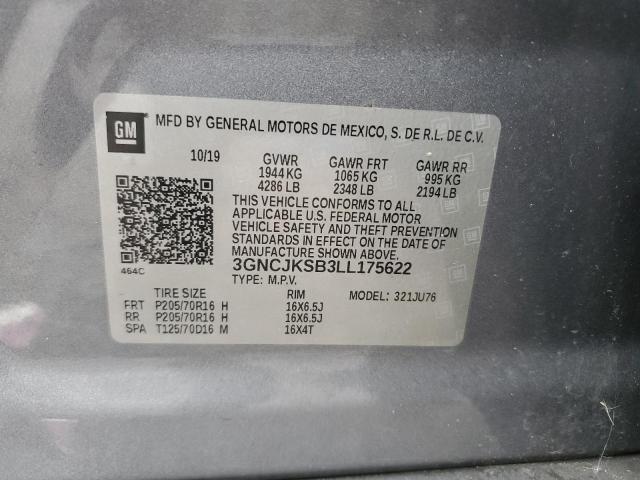 GM
MFD BY GENERAL MOTORS DE MEXICO, S. DE R.L. DE C.V.
10/19 GVWR GAWR FRT GAWR RR
1944 KG 1065 KG 995 KG
4286 LB 2348 LB 2194 LB
THIS VEHICLE CONFORMS TO ALL
APPLICABLE U.S. FEDERAL MOTOR
VEHICLE SAFETY AND THEFT PREVENTION
STANDARDS IN EFFECT ON THE DATE OF
MANUFACTURE SHOWN ABOVE.
464C 3GNCJKSB3LL175622
TYPE: M.P.V.
TIRE SIZE RIM MODEL: 321JU76
FRT P205/70R16 H 16X6.5J
RR P205/70R16 H 16X6.5J
SPA T125/70D16 M 16X4T